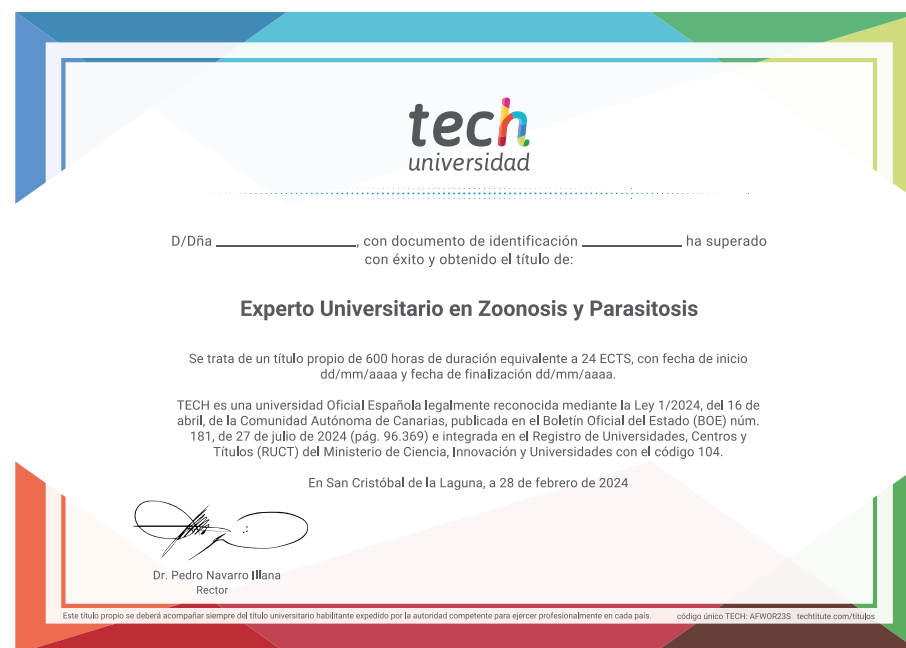 tech
universidad
D/Dña ____________________, con documento de identificación ______________ ha superado
con éxito y obtenido el título de:
Experto Universitario en Zoonosis y Parasitosis
Se trata de un título propio de 600 horas de duración equivalente a 24 ECTS, con fecha de inicio
dd/mm/aaaa y fecha de finalización dd/mm/aaaa.
TECH es una universidad Oficial Española legalmente reconocida mediante la Ley 1/2024, del 16 de
abril, de la Comunidad Autónoma de Canarias, publicada en el Boletín Oficial del Estado (BOE) núm.
181, de 27 de julio de 2024 (pág. 96.369) e integrada en el Registro de Universidades, Centros y
Títulos (RUCT) del Ministerio de Ciencia, Innovación y Universidades con el código 104.
En San Cristóbal de la Laguna, a 28 de febrero de 2024
Dr. Pedro Navarro Illana
Rector
Este título propio se deberá acompañar siempre del título universitario habilitante expedido por la autoridad competente para ejercer profesionalmente en cada país. código único TECH: AFWOR23S techtitute.com/titulos